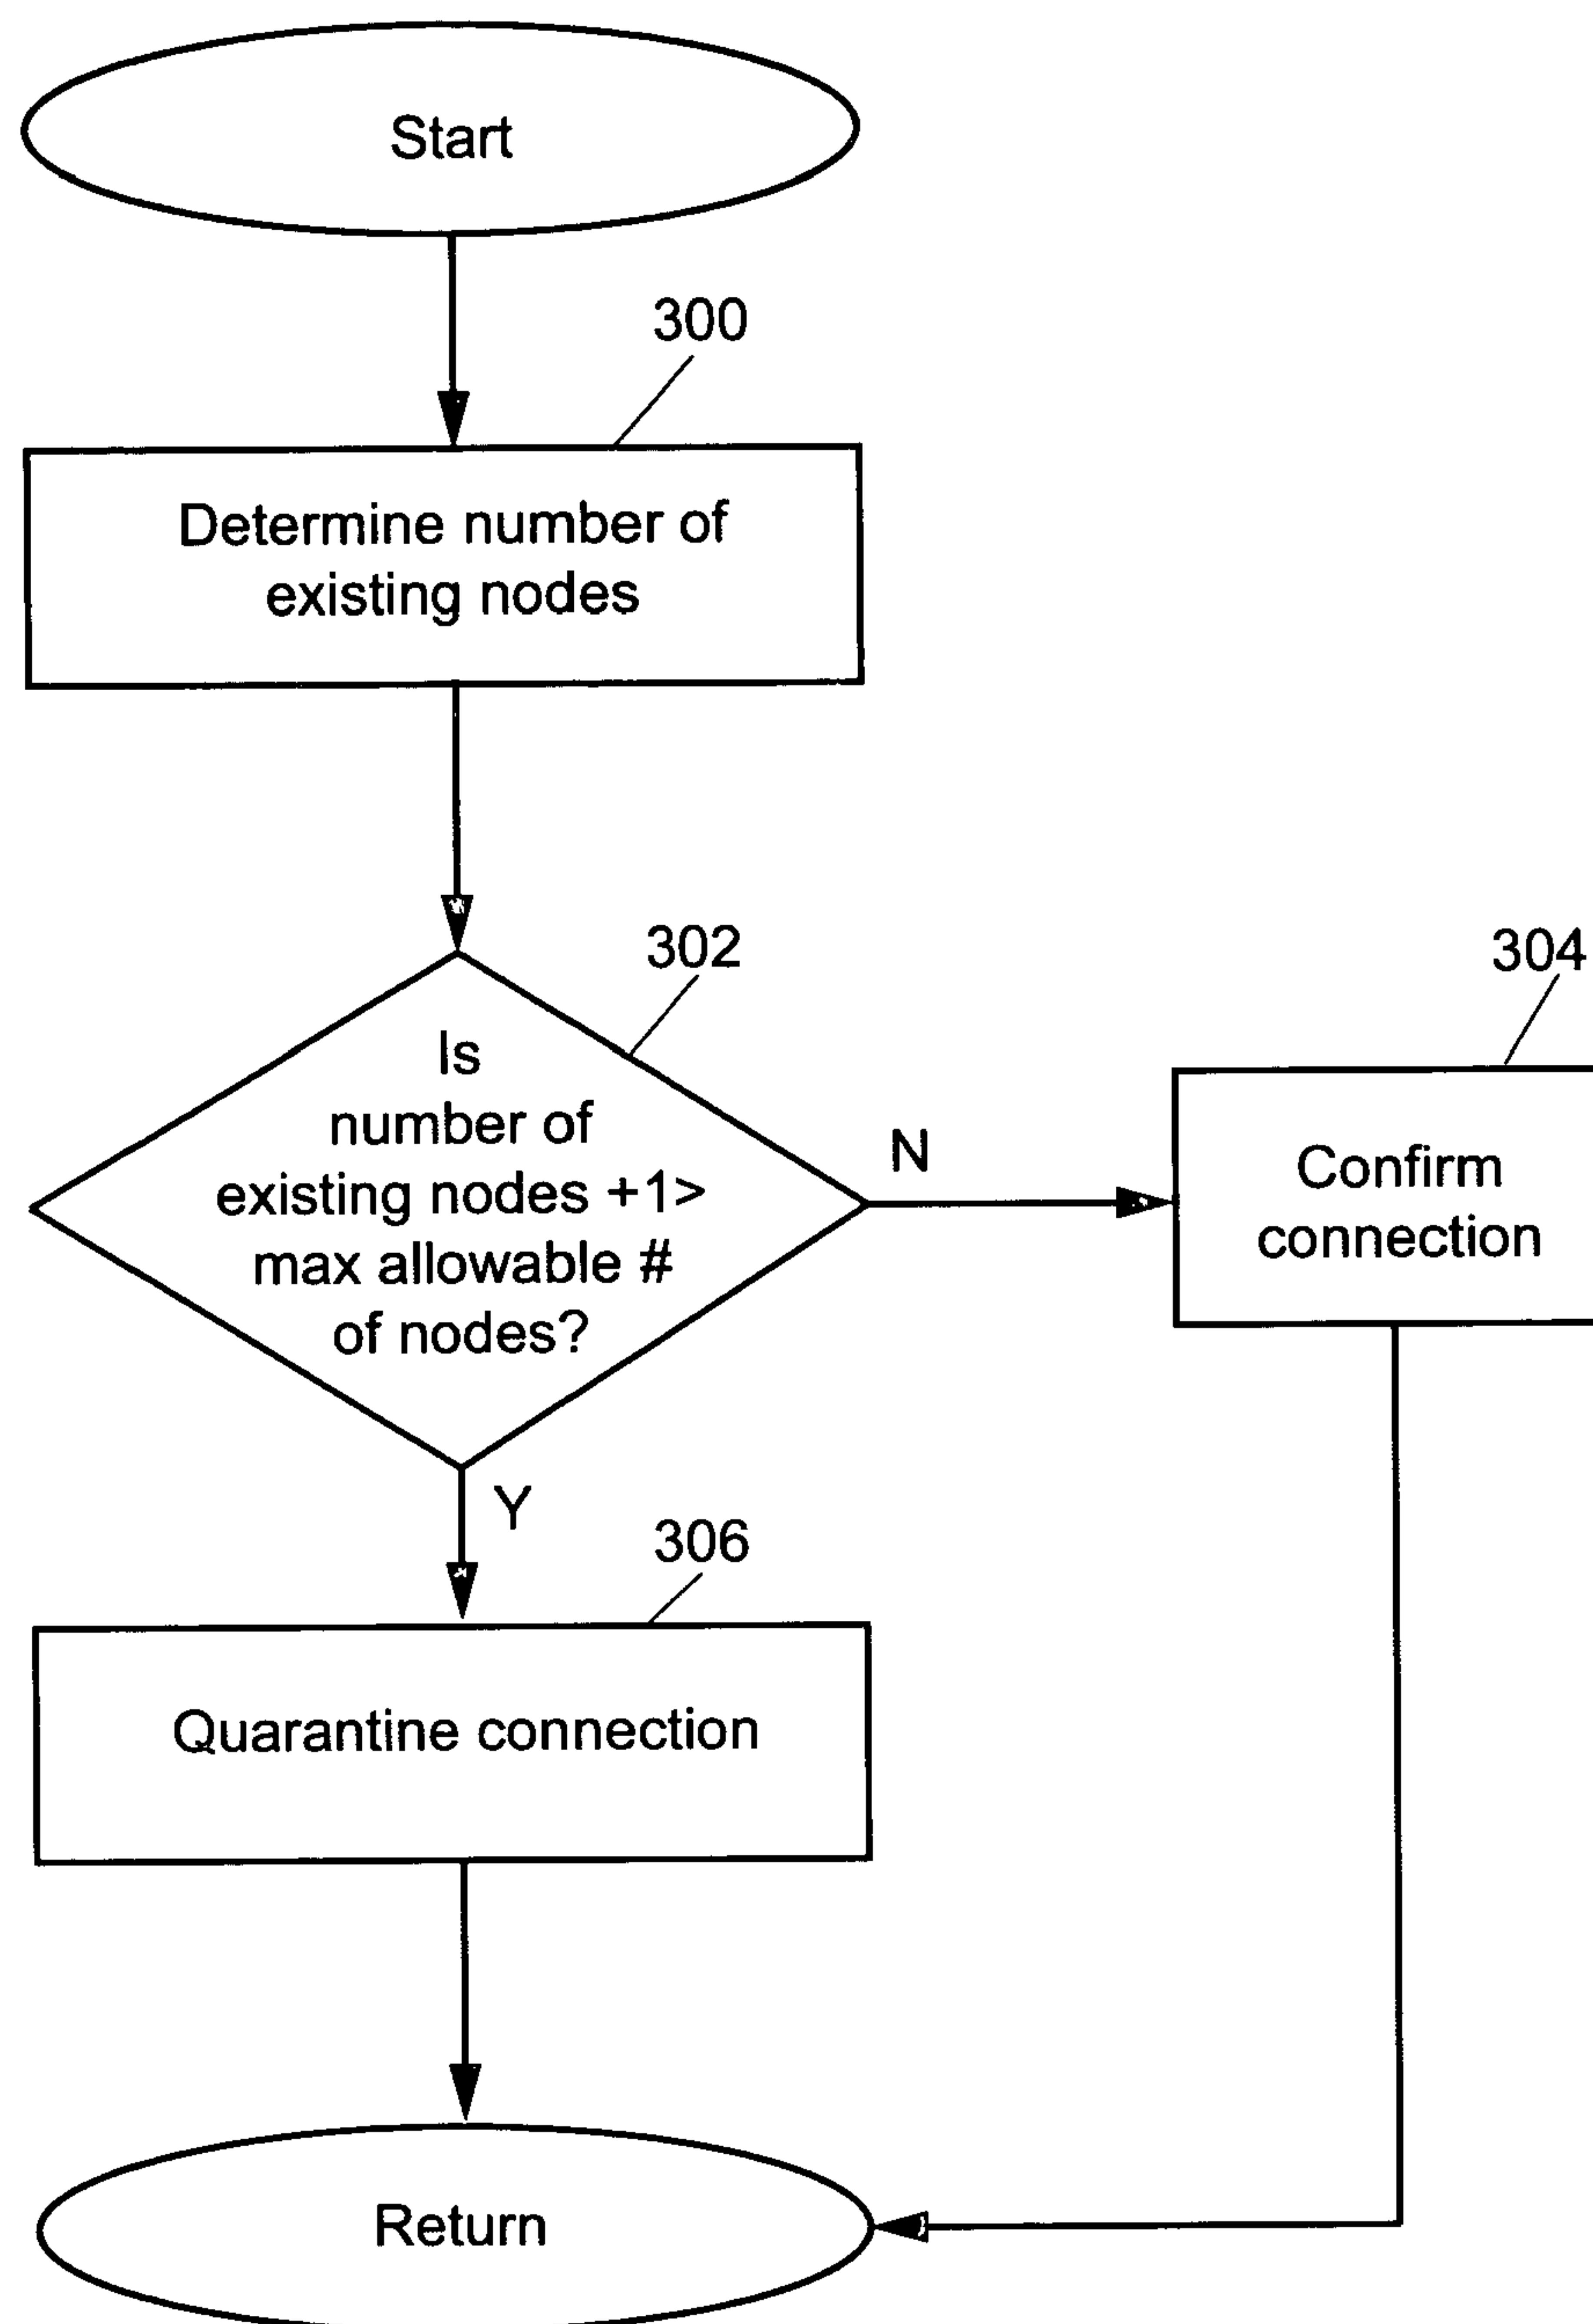 Start
300
Determine number of
existing nodes
302
Is
number of
existing nodes +1>
max allowable #
of nodes?
N
304
Confirm
connection
Y
306
Quarantine connection
Return